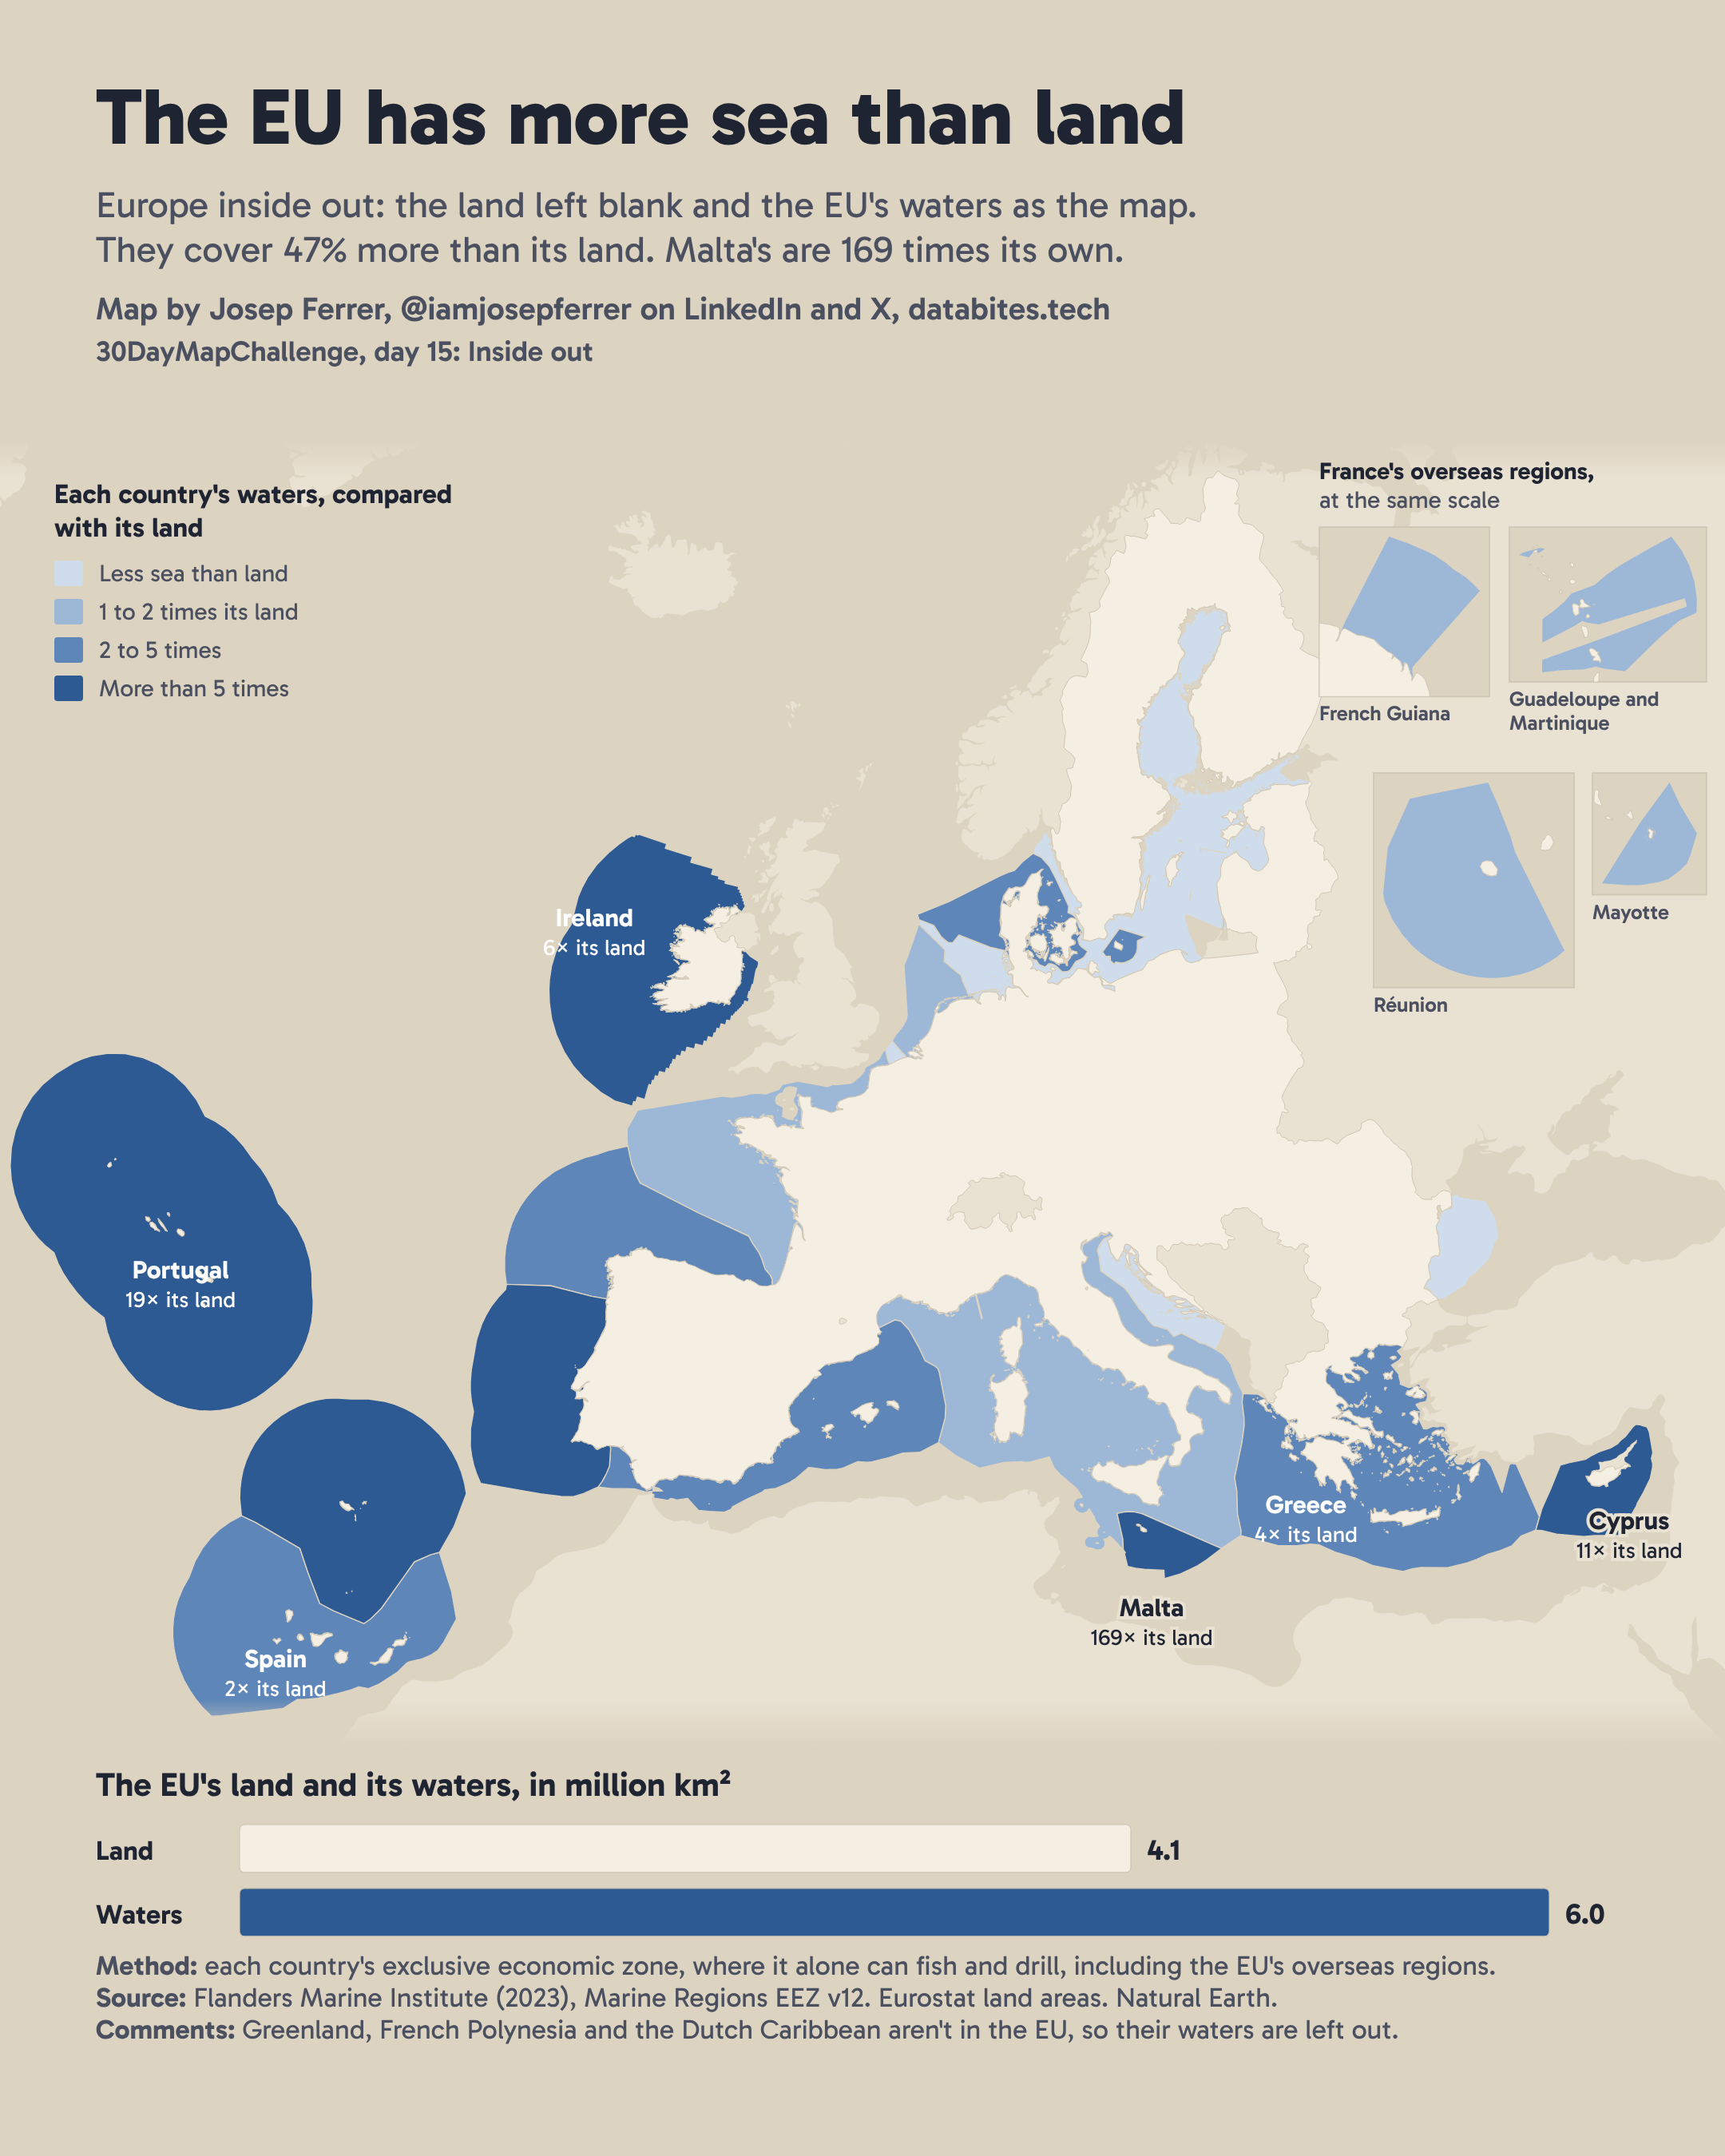 The EU has more sea than land
Europe inside out: the land left blank and the EU's waters as the map.
They cover 47% more than its land. Malta's are 169 times its own.
Map by Josep Ferrer, @iamjosepferrer on LinkedIn and X, databites.tech
30DayMapChallenge, day 15: Inside out
Each country's waters, compared
with its land
Less sea than land
1 to 2 times its land
2 to 5 times
More than 5 times
France's overseas regions,
at the same scale
French Guiana
Guadeloupe and
Martinique
Réunion
Mayotte
Ireland
6× its land
Portugal
19× its land
Spain
2× its land
Greece
4× its land
Cyprus
11× its land
Malta
169× its land
The EU's land and its waters, in million km²
Land
4.1
Waters
6.0
Method: each country's exclusive economic zone, where it alone can fish and drill, including the EU's overseas regions.
Source: Flanders Marine Institute (2023), Marine Regions EEZ v12. Eurostat land areas. Natural Earth.
Comments: Greenland, French Polynesia and the Dutch Caribbean aren't in the EU, so their waters are left out.